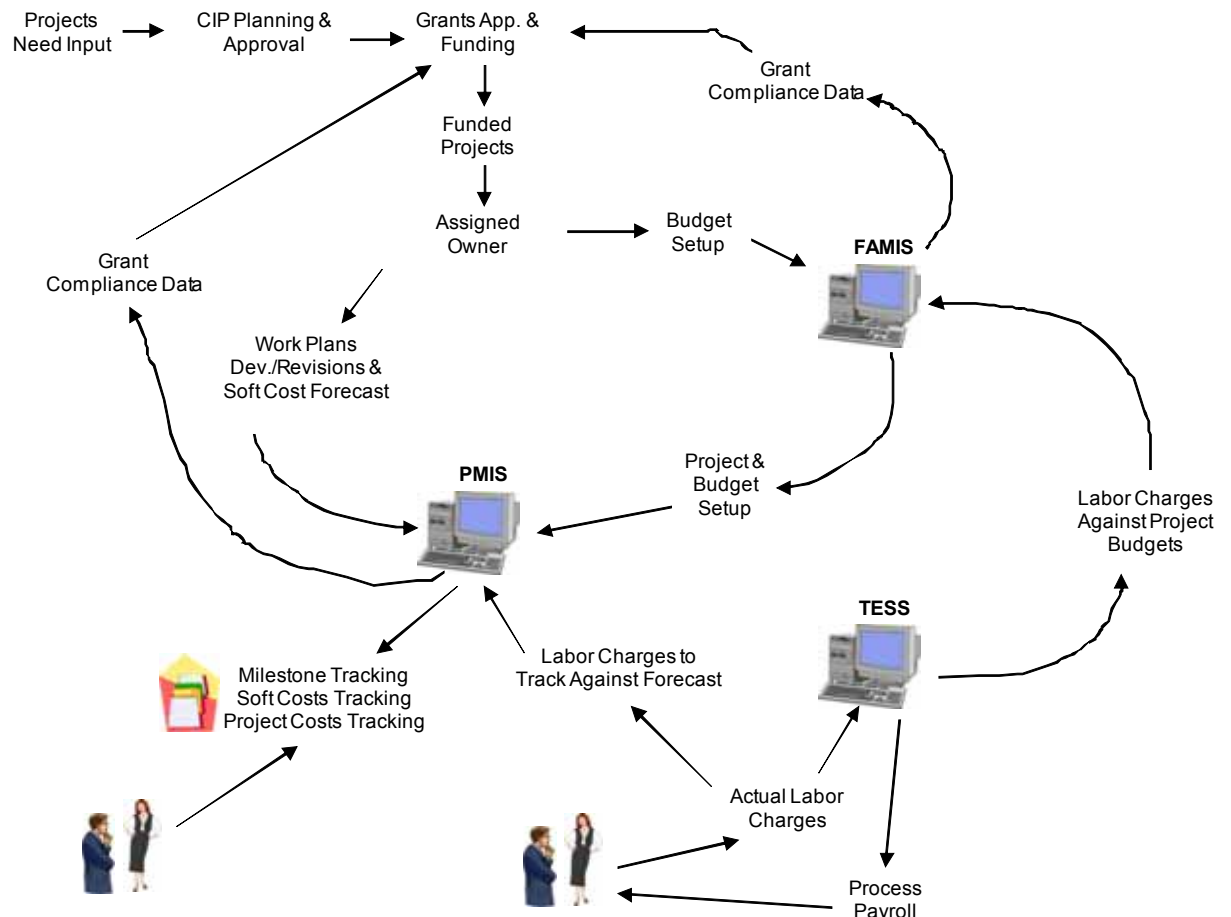 Projects
Need Input
CIP Planning &
Approval
Grants App. &
Funding
Grant
Compliance Data
Funded
Projects
Assigned
Owner
Budget
Setup
FAMIS
Grant
Compliance Data
Work Plans
Dev./Revisions &
Soft Cost Forecast
PMIS
Project &
Budget
Setup
Labor Charges
Against Project
Budgets
TESS
Milestone Tracking
Soft Costs Tracking
Project Costs Tracking
Labor Charges to
Track Against Forecast
Actual Labor
Charges
Process
Payroll